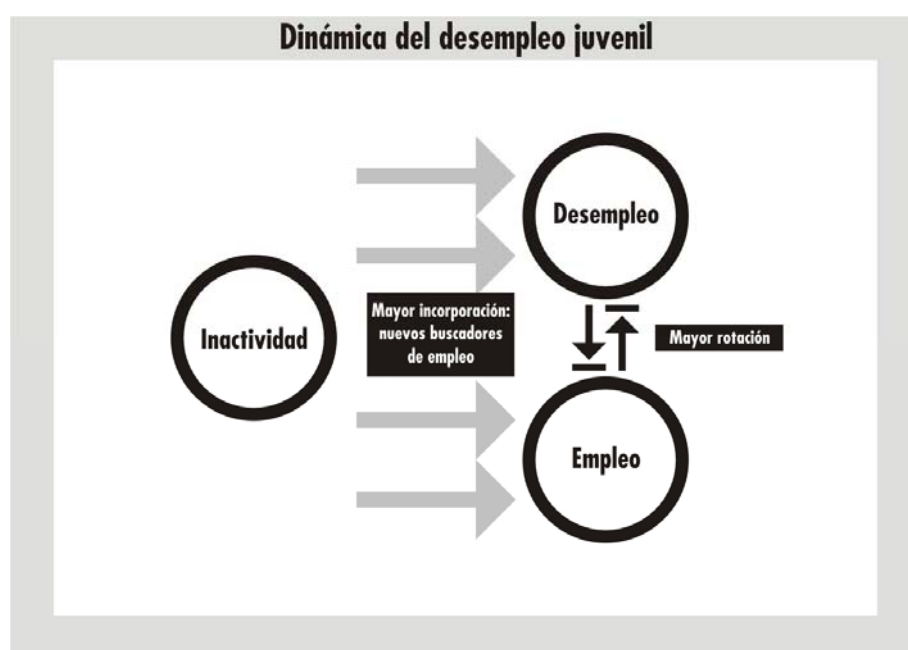 Dinámica del desempleo juvenil
Desempleo
Inactividad
Mayor incorporación:
nuevos buscadores
de empleo
Mayor rotación
Empleo